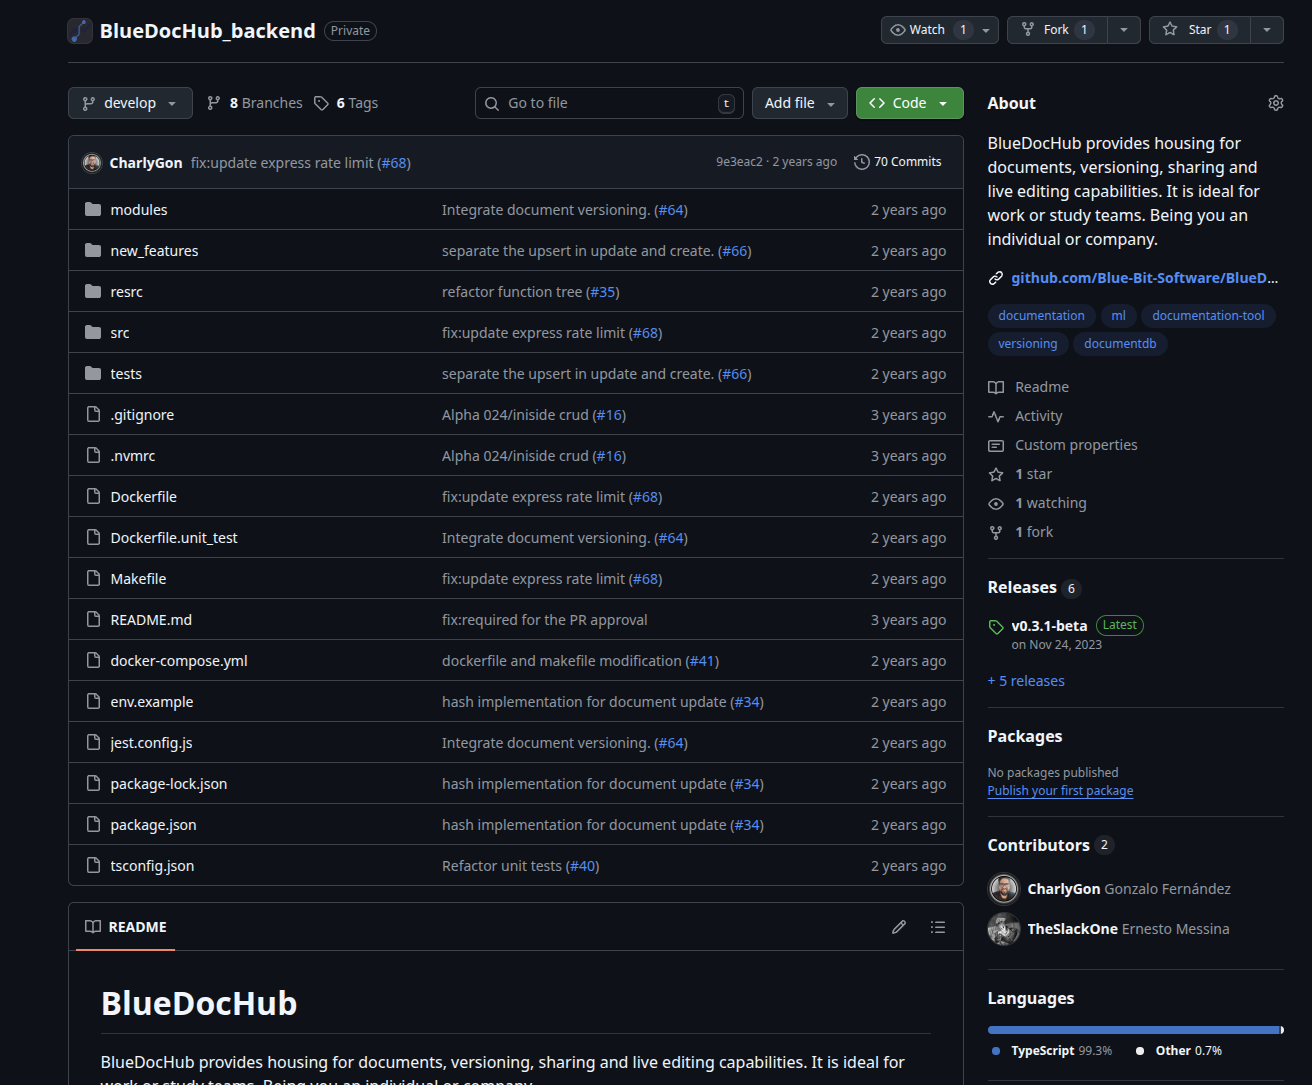 BlueDocHub_backend Private Watch 1 Fork 1 Star 1
develop 8 Branches 6 Tags Go to file t Add file Code
CharlyGon fix:update express rate limit (#68) 9e3eac2 · 2 years ago 70 Commits
modules Integrate document versioning. (#64) 2 years ago
new_features separate the upsert in update and create. (#66) 2 years ago
resrc refactor function tree (#35) 2 years ago
src fix:update express rate limit (#68) 2 years ago
tests separate the upsert in update and create. (#66) 2 years ago
.gitignore Alpha 024/iniside crud (#16) 3 years ago
.nvmrc Alpha 024/iniside crud (#16) 3 years ago
Dockerfile fix:update express rate limit (#68) 2 years ago
Dockerfile.unit_test Integrate document versioning. (#64) 2 years ago
Makefile fix:update express rate limit (#68) 2 years ago
README.md fix:required for the PR approval 3 years ago
docker-compose.yml dockerfile and makefile modification (#41) 2 years ago
env.example hash implementation for document update (#34) 2 years ago
jest.config.js Integrate document versioning. (#64) 2 years ago
package-lock.json hash implementation for document update (#34) 2 years ago
package.json hash implementation for document update (#34) 2 years ago
tsconfig.json Refactor unit tests (#40) 2 years ago
README
BlueDocHub
BlueDocHub provides housing for documents, versioning, sharing and live editing capabilities. It is ideal for
work or study teams. Being you an individual or company.
About
BlueDocHub provides housing for
documents, versioning, sharing and
live editing capabilities. It is ideal for
work or study teams. Being you an
individual or company.
github.com/Blue-Bit-Software/BlueD...
documentation ml documentation-tool
versioning documentdb
Readme
Activity
Custom properties
1 star
1 watching
1 fork
Releases 6
v0.3.1-beta Latest
on Nov 24, 2023
+ 5 releases
Packages
No packages published
Publish your first package
Contributors 2
CharlyGon Gonzalo Fernández
TheSlackOne Ernesto Messina
Languages
TypeScript 99.3% Other 0.7%